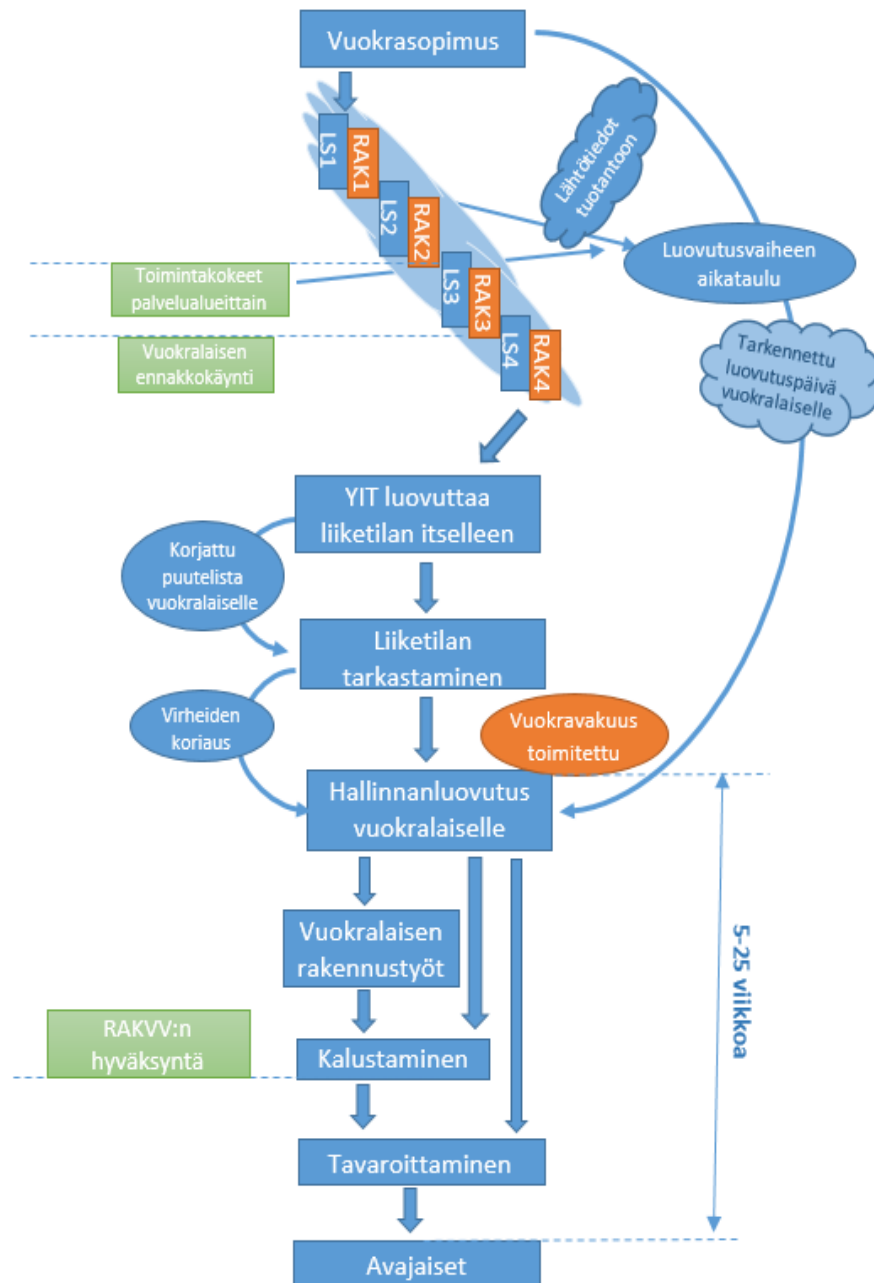 Vuokrasopimus
LS1
RAK1
LS2
RAK2
LS3
RAK3
LS4
RAK4
Lähtötiedot
tuotantoon
Luovutusvaiheen
aikataulu
Toimintakokeet
palvelualueittain
Vuokralaisen
ennakkokäynti
Tarkennettu
luovutuspäivä
vuokralaiselle
YIT luovuttaa
liiketilan itselleen
Korjattu
puutelista
vuokralaiselle
Liiketilan
tarkastaminen
Virheiden
koriaus
Vuokravakuus
toimitettu
Hallinnanluovutus
vuokralaiselle
Vuokralaisen
rakennustyöt
5-25 viikkoa
RAKVV:n
hyväksyntä
Kalustaminen
Tavaroittaminen
Avajaiset